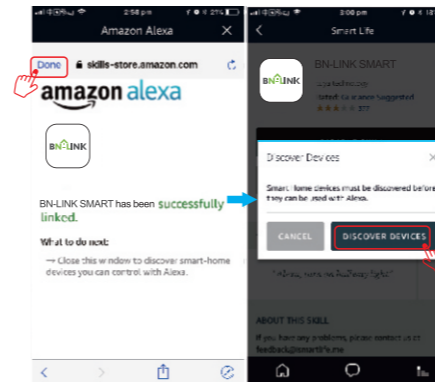 2:58 pm
Amazon Alexa
Done skills-store.amazon.com
amazon alexa
BN-LINK
BN-LINK SMART has been successfully
linked.
What to do next:
→ Close this window to discover smart-home
devices you can control with Alexa.
3:00 pm
Smart Life
BN-LINK
BN-LINK SMART
Discover Devices
Smart Home devices must be discovered before
they can be used with Alexa.
CANCEL
DISCOVER DEVICES
ABOUT THIS SKILL
If you have any problems, please contact us at
feedback@smartlife.me